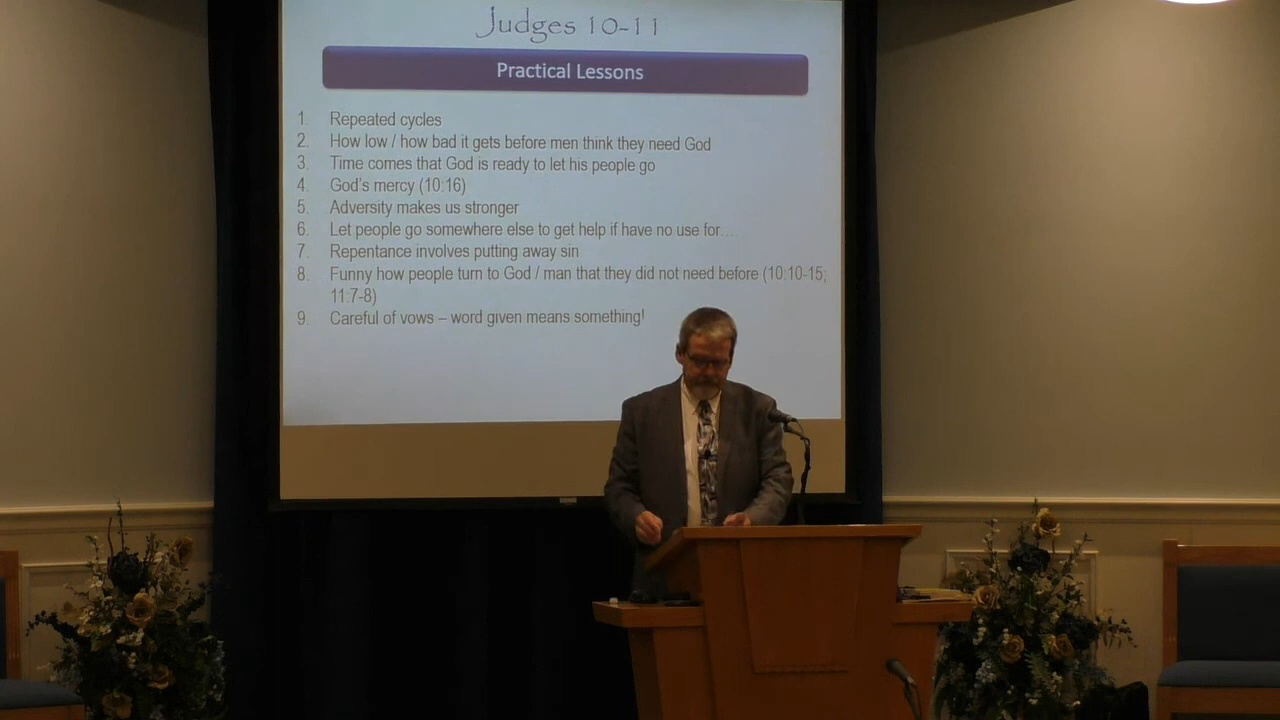 Judges 10-11
Practical Lessons
1. Repeated cycles
2. How low / how bad it gets before men think they need God
3. Time comes that God is ready to let his people go
4. God's mercy (10:16)
5. Adversity makes us stronger
6. Let people go somewhere else to get help if have no use for…
7. Repentance involves putting away sin
8. Funny how people turn to God / man that they did not need before (10:10-15;
11:7-8)
9. Careful of vows – word given means something!